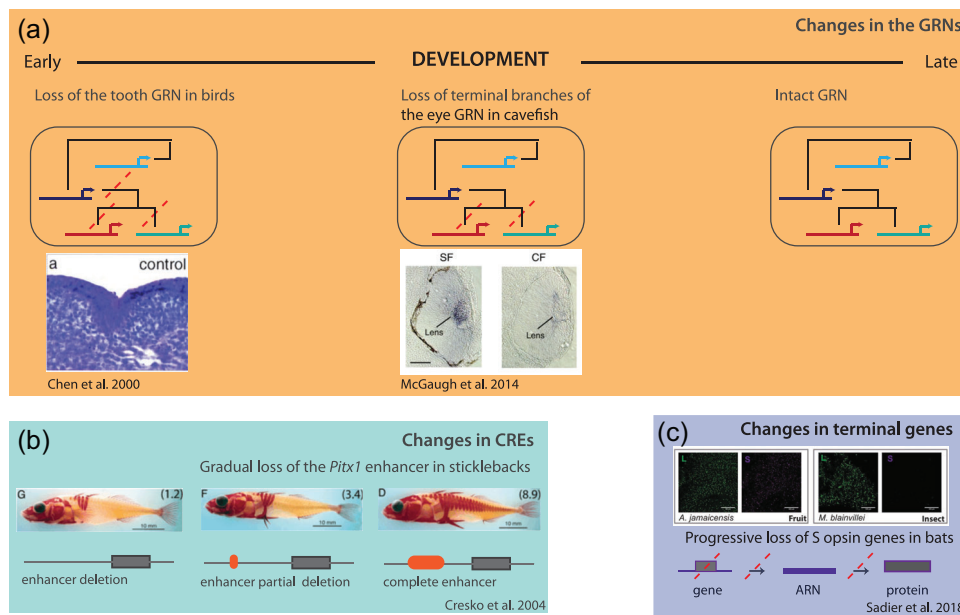 (a)
Changes in the GRNs
Early
DEVELOPMENT
Late
Loss of the tooth GRN in birds
Loss of terminal branches of
the eye GRN in cavefish
Intact GRN
a
control
Chen et al. 2000
SF
CF
Lens
Lens
McGaugh et al. 2014
(b)
Changes in CREs
Gradual loss of the Pitx1 enhancer in sticklebacks
G
(1.2)
10 mm
F
(3.4)
10 mm
D
(8.9)
10 mm
enhancer deletion
enhancer partial deletion
complete enhancer
Cresko et al. 2004
(c)
Changes in terminal genes
L
S
L
S
A. jamaicensis
Fruit
M. blainvillei
Insect
Progressive loss of S opsin genes in bats
gene
ARN
protein
Sadier et al. 2018